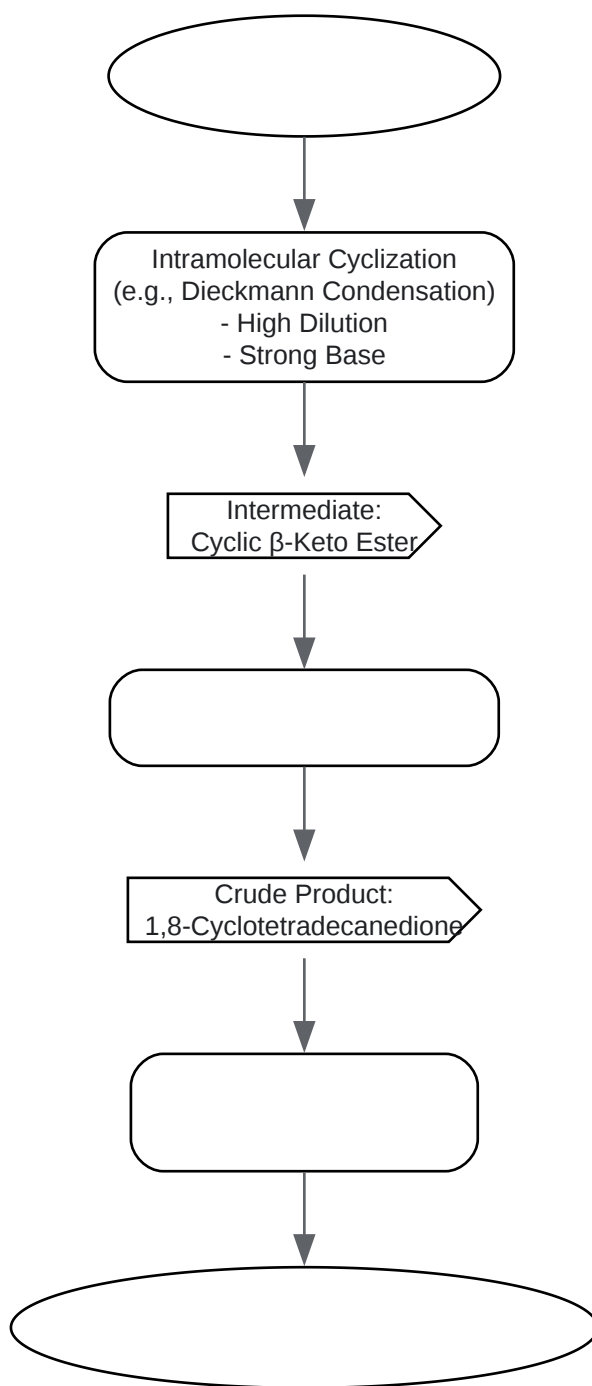 Intramolecular Cyclization
(e.g., Dieckmann Condensation)
- High Dilution
- Strong Base
Intermediate:
Cyclic β-Keto Ester
Crude Product:
1,8-Cyclotetradecanedione